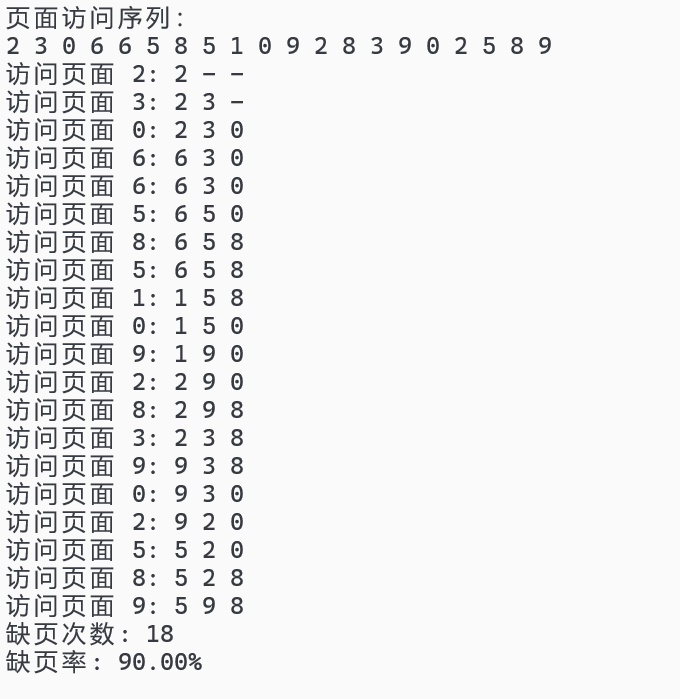 页面访问序列:
2 3 0 6 6 5 8 5 1 0 9 2 8 3 9 0 2 5 8 9
访问页面 2: 2 - -
访问页面 3: 2 3 -
访问页面 0: 2 3 0
访问页面 6: 6 3 0
访问页面 6: 6 3 0
访问页面 5: 6 5 0
访问页面 8: 6 5 8
访问页面 5: 6 5 8
访问页面 1: 1 5 8
访问页面 0: 1 5 0
访问页面 9: 1 9 0
访问页面 2: 2 9 0
访问页面 8: 2 9 8
访问页面 3: 2 3 8
访问页面 9: 9 3 8
访问页面 0: 9 3 0
访问页面 2: 9 2 0
访问页面 5: 5 2 0
访问页面 8: 5 2 8
访问页面 9: 5 9 8
缺页次数: 18
缺页率: 90.00%